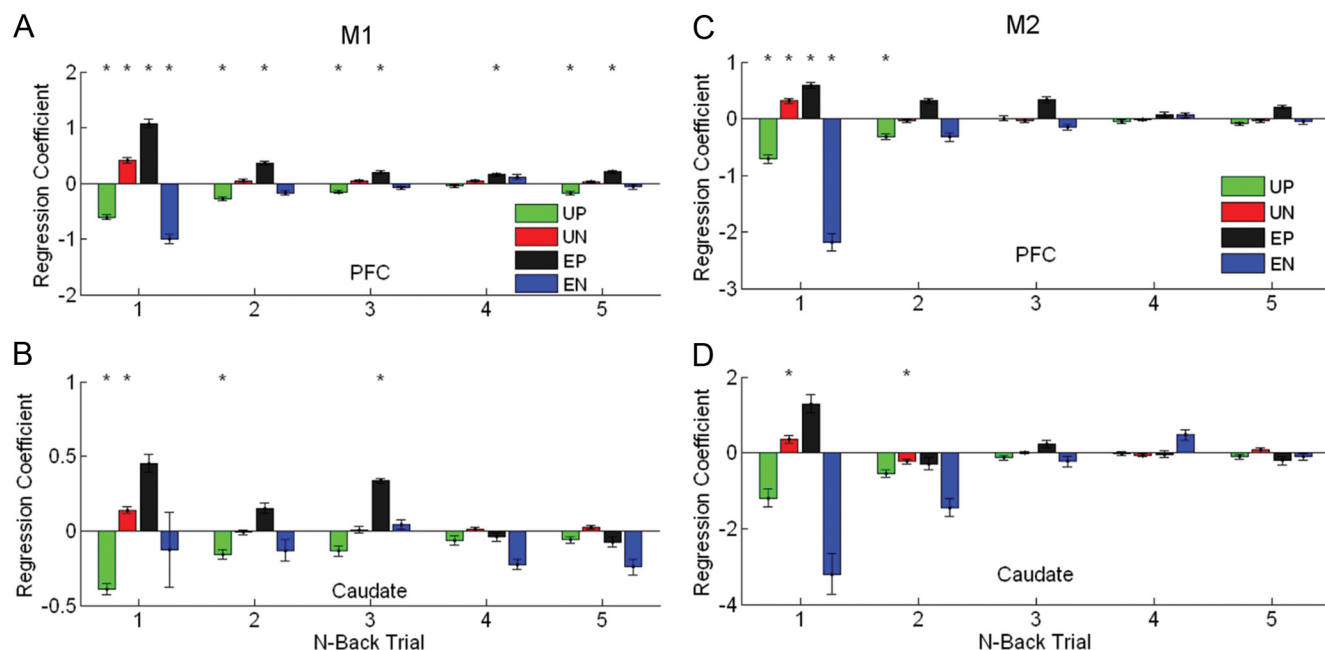 A
M1
Regression Coefficient
* * * * * * * * * * *
2
1
0
-1
-2
UP
UN
EP
EN
PFC
1 2 3 4 5
B
Regression Coefficient
* * * *
1
0.5
0
-0.5
Caudate
1 2 3 4 5
N-Back Trial
C
M2
Regression Coefficient
* * * * *
1
0
-1
-2
-3
UP
UN
EP
EN
PFC
1 2 3 4 5
D
Regression Coefficient
* *
2
0
-2
-4
Caudate
1 2 3 4 5
N-Back Trial